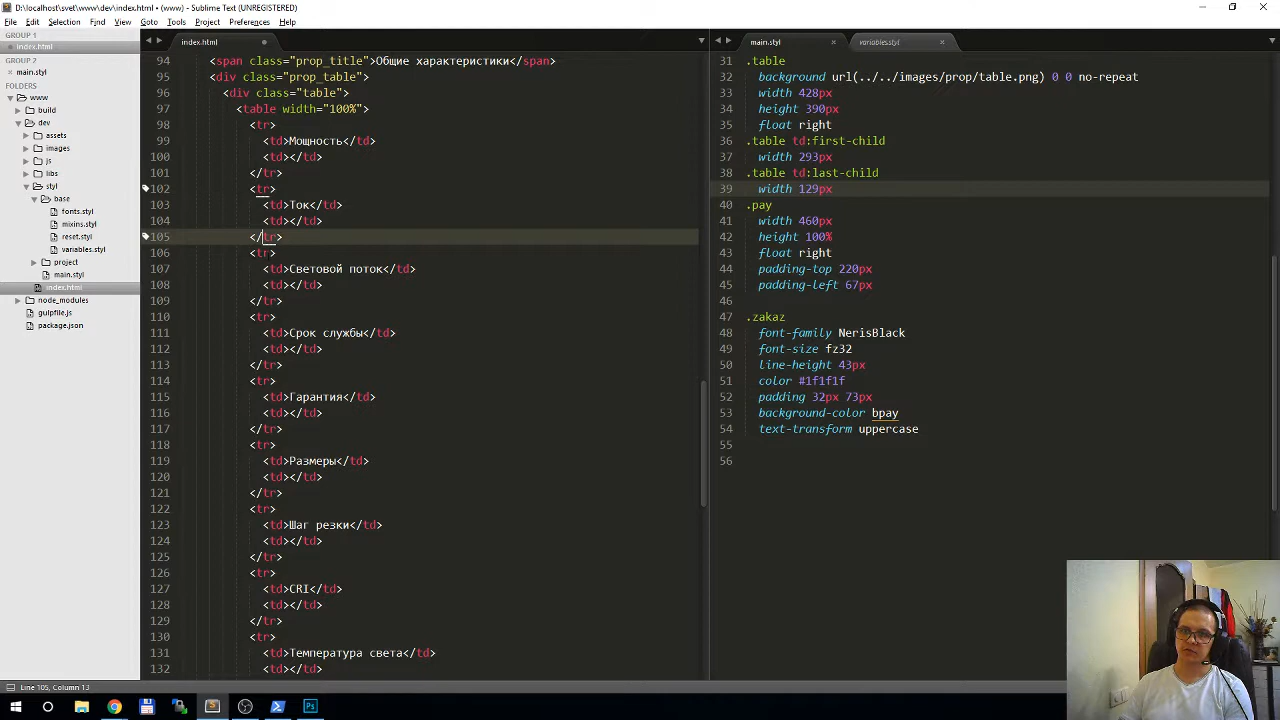 D:\localhost\svet\www\dev\index.html • (www) - Sublime Text (UNREGISTERED)
File Edit Selection Find View Goto Tools Project Preferences Help
GROUP 1
index.html
GROUP 2
main.styl
FOLDERS
www
build
dev
assets
images
js
libs
styl
base
fonts.styl
mixins.styl
reset.styl
variables.styl
project
main.styl
index.html
node_modules
gulpfile.js
package.json
index.html
94 <span class="prop_title">Общие характеристики</span>
95 <div class="prop_table">
96 <div class="table">
97 <table width="100%">
98 <tr>
99 <td>Мощность</td>
100 <td></td>
101 </tr>
102 <tr>
103 <td>Ток</td>
104 <td></td>
105 </tr>
106 <tr>
107 <td>Световой поток</td>
108 <td></td>
109 </tr>
110 <tr>
111 <td>Срок службы</td>
112 <td></td>
113 </tr>
114 <tr>
115 <td>Гарантия</td>
116 <td></td>
117 </tr>
118 <tr>
119 <td>Размеры</td>
120 <td></td>
121 </tr>
122 <tr>
123 <td>Шаг резки</td>
124 <td></td>
125 </tr>
126 <tr>
127 <td>CRI</td>
128 <td></td>
129 </tr>
130 <tr>
131 <td>Температура света</td>
132 <td></td>
main.styl variables.styl
31 .table
32 background url(../../images/prop/table.png) 0 0 no-repeat
33 width 428px
34 height 390px
35 float right
36 .table td:first-child
37 width 293px
38 .table td:last-child
39 width 129px
40 .pay
41 width 460px
42 height 100%
43 float right
44 padding-top 220px
45 padding-left 67px
46
47 .zakaz
48 font-family NerisBlack
49 font-size fz32
50 line-height 43px
51 color #1f1f1f
52 padding 32px 73px
53 background-color bpay
54 text-transform uppercase
55
56
Line 105, Column 13
Ps